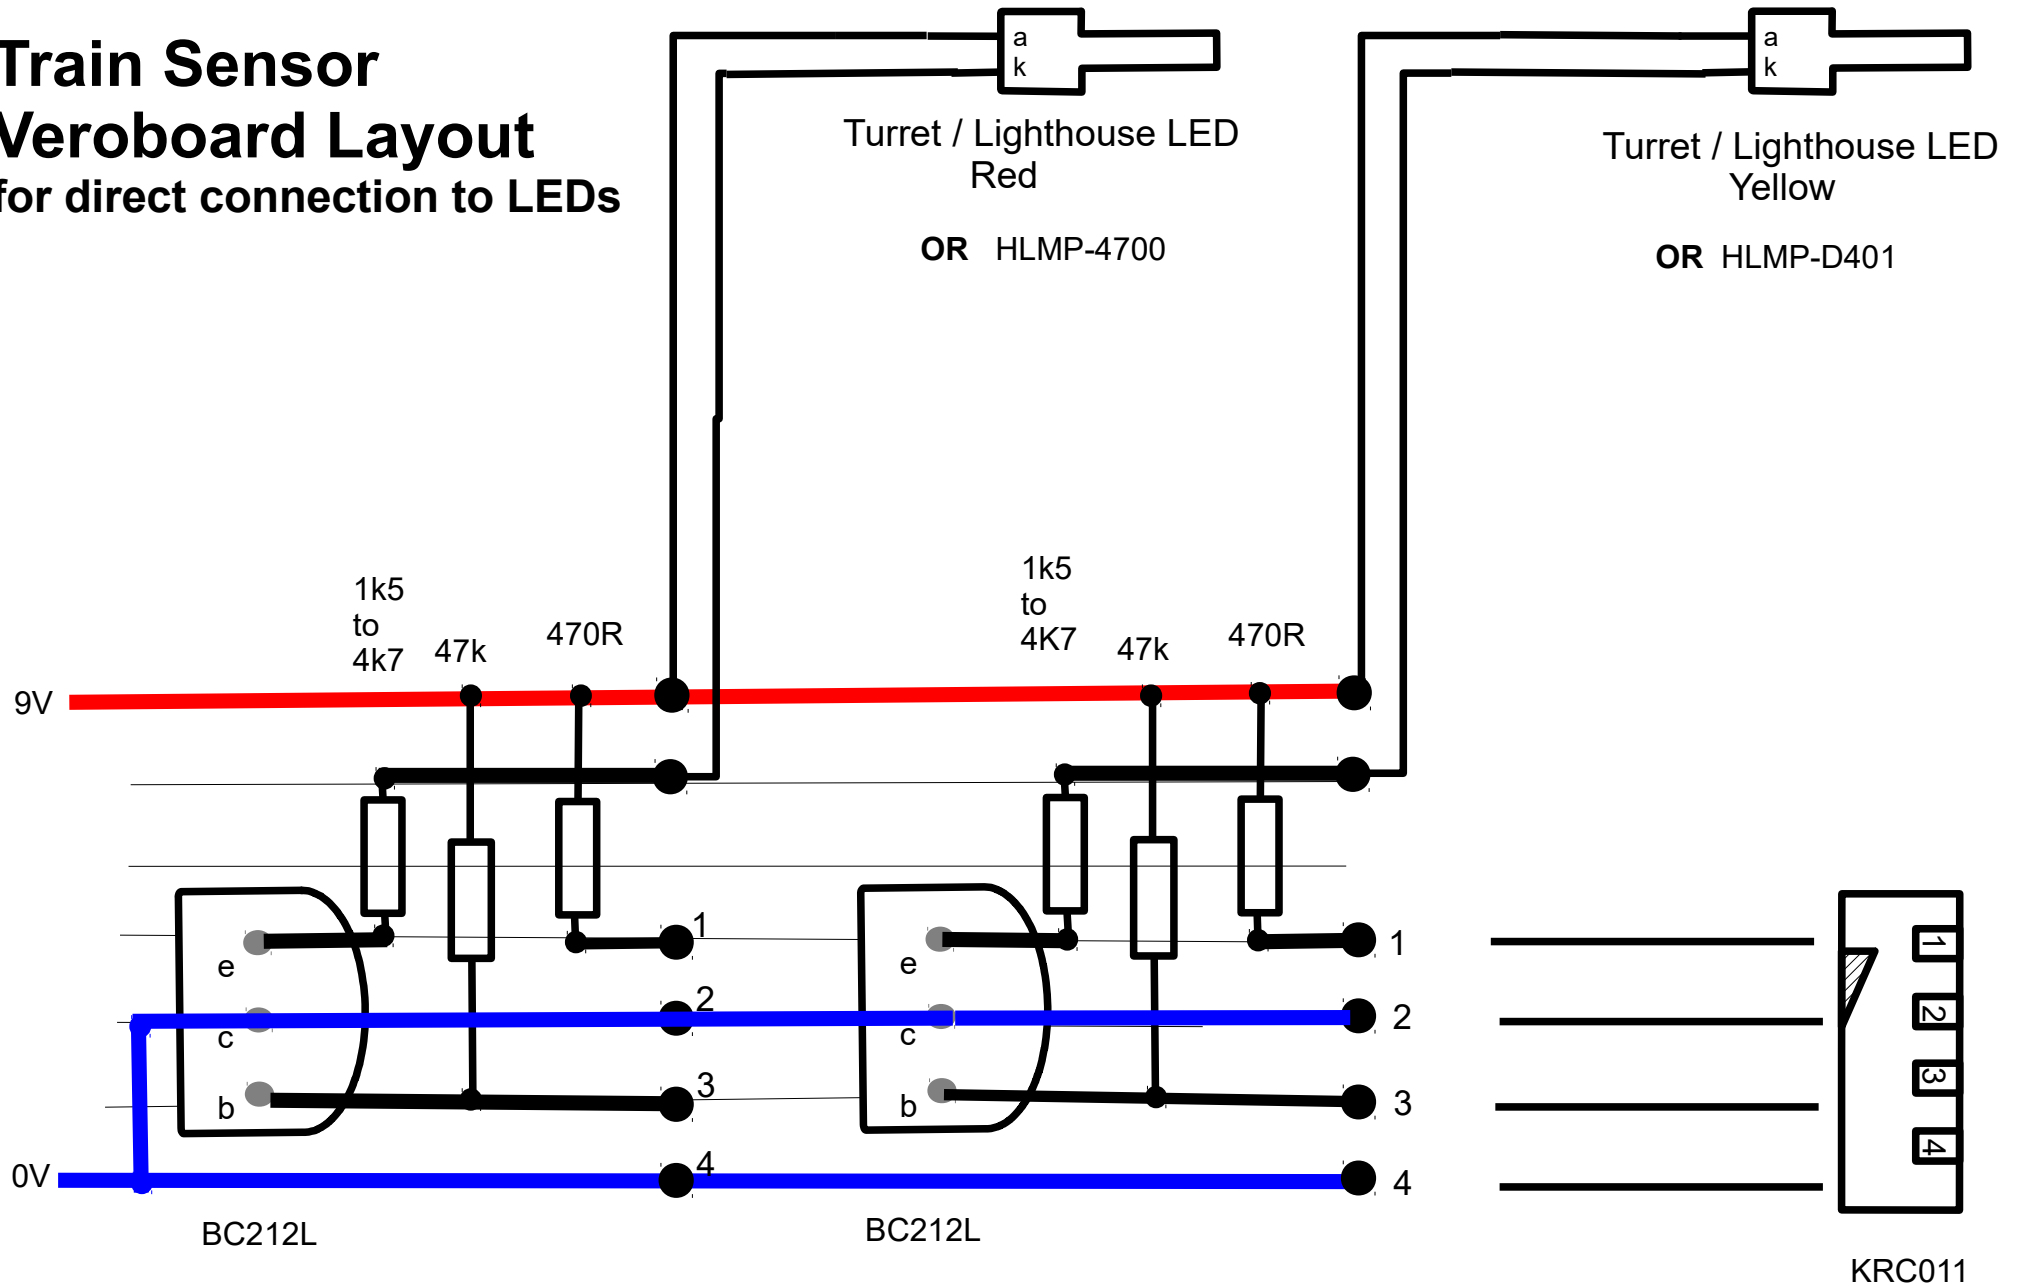 Train Sensor
Veroboard Layout
for direct connection to LEDs
a
k
Turret / Lighthouse LED
Red
OR HLMP-4700
a
k
Turret / Lighthouse LED
Yellow
OR HLMP-D401
1k5
to
4k7
47k
470R
1k5
to
4K7
47k
470R
9V
e
c
b
1
2
3
4
e
c
b
1
2
3
4
1
2
3
4
0V
BC212L
BC212L
KRC011